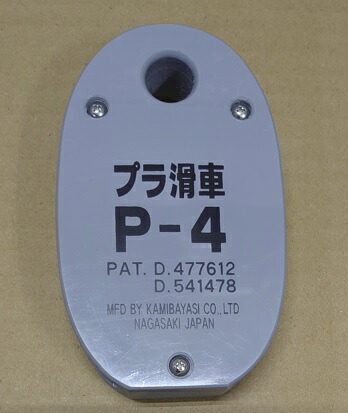 プラ滑車
P-4
PAT. D. 477612
D. 541478
MFD BY KAMIBAYASI CO., LTD
NAGASAKI JAPAN